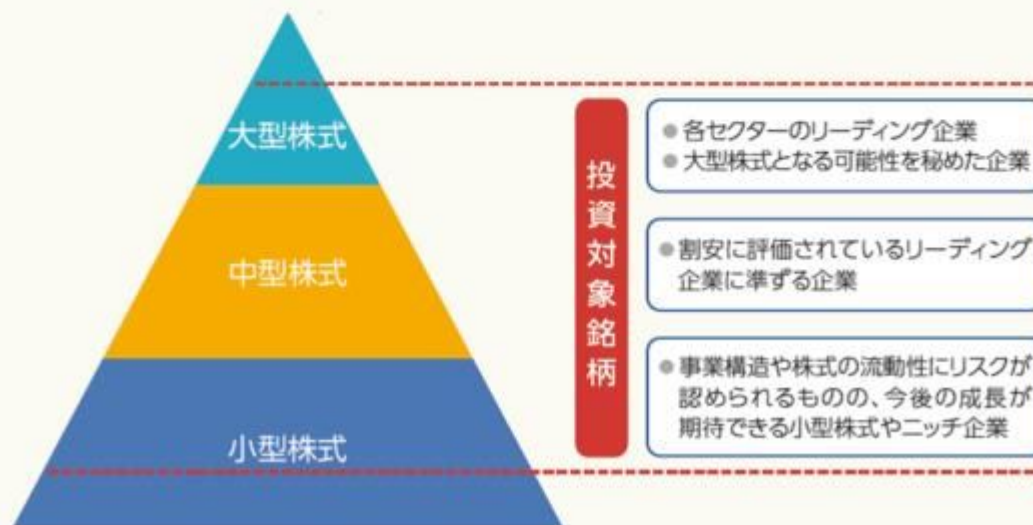 大型株式
中型株式
小型株式
投資対象銘柄
● 各セクターのリーディング企業
● 大型株式となる可能性を秘めた企業
● 割安に評価されているリーディング
企業に準ずる企業
● 事業構造や株式の流動性にリスクが
認められるものの、今後の成長が
期待できる小型株式やニッチ企業